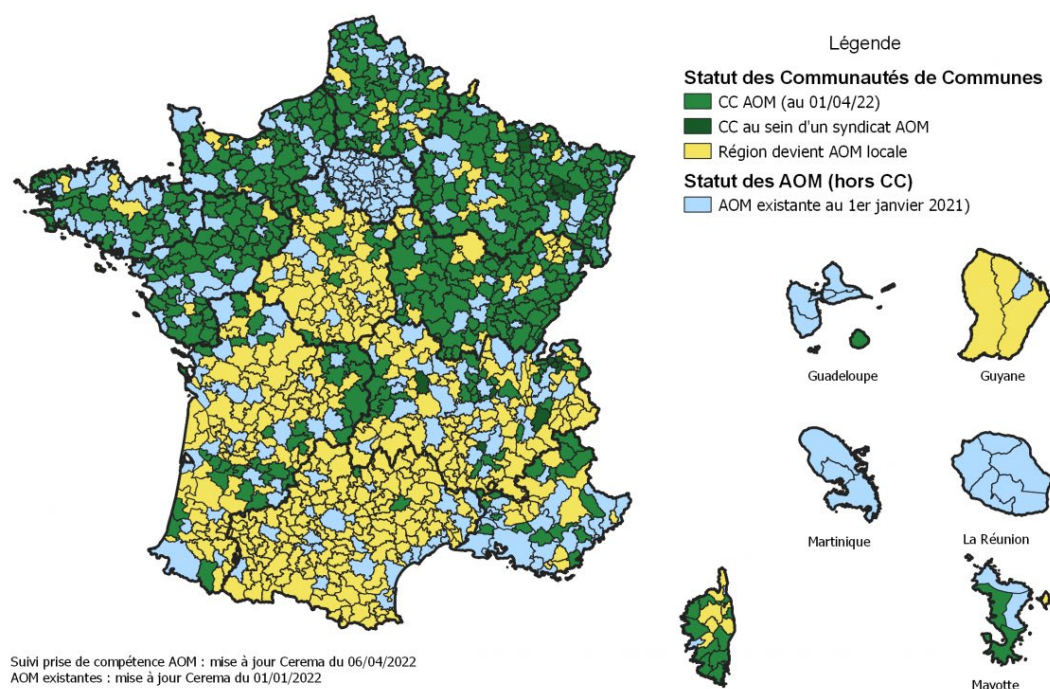 Légende
Statut des Communautés de Communes
CC AOM (au 01/04/22)
CC au sein d'un syndicat AOM
Région devient AOM locale
Statut des AOM (hors CC)
AOM existante au 1er janvier 2021)
Guadeloupe
Guyane
Martinique
La Réunion
Mayotte
Suivi prise de compétence AOM : mise à jour Cerema du 06/04/2022
AOM existantes : mise à jour Cerema du 01/01/2022